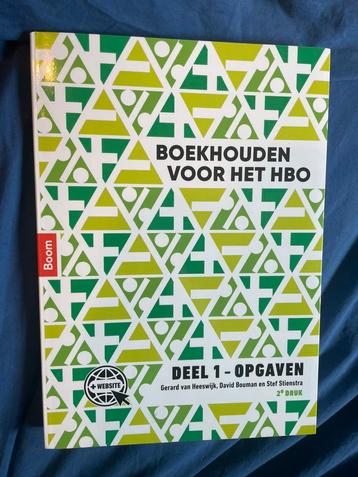 BOEKHOUDEN
VOOR HET HBO
Boom
DEEL 1 - OPGAVEN
Gerard van Heeswijk, David Bouman en Stef Stienstra
2e DRUK
+ WEBSITE